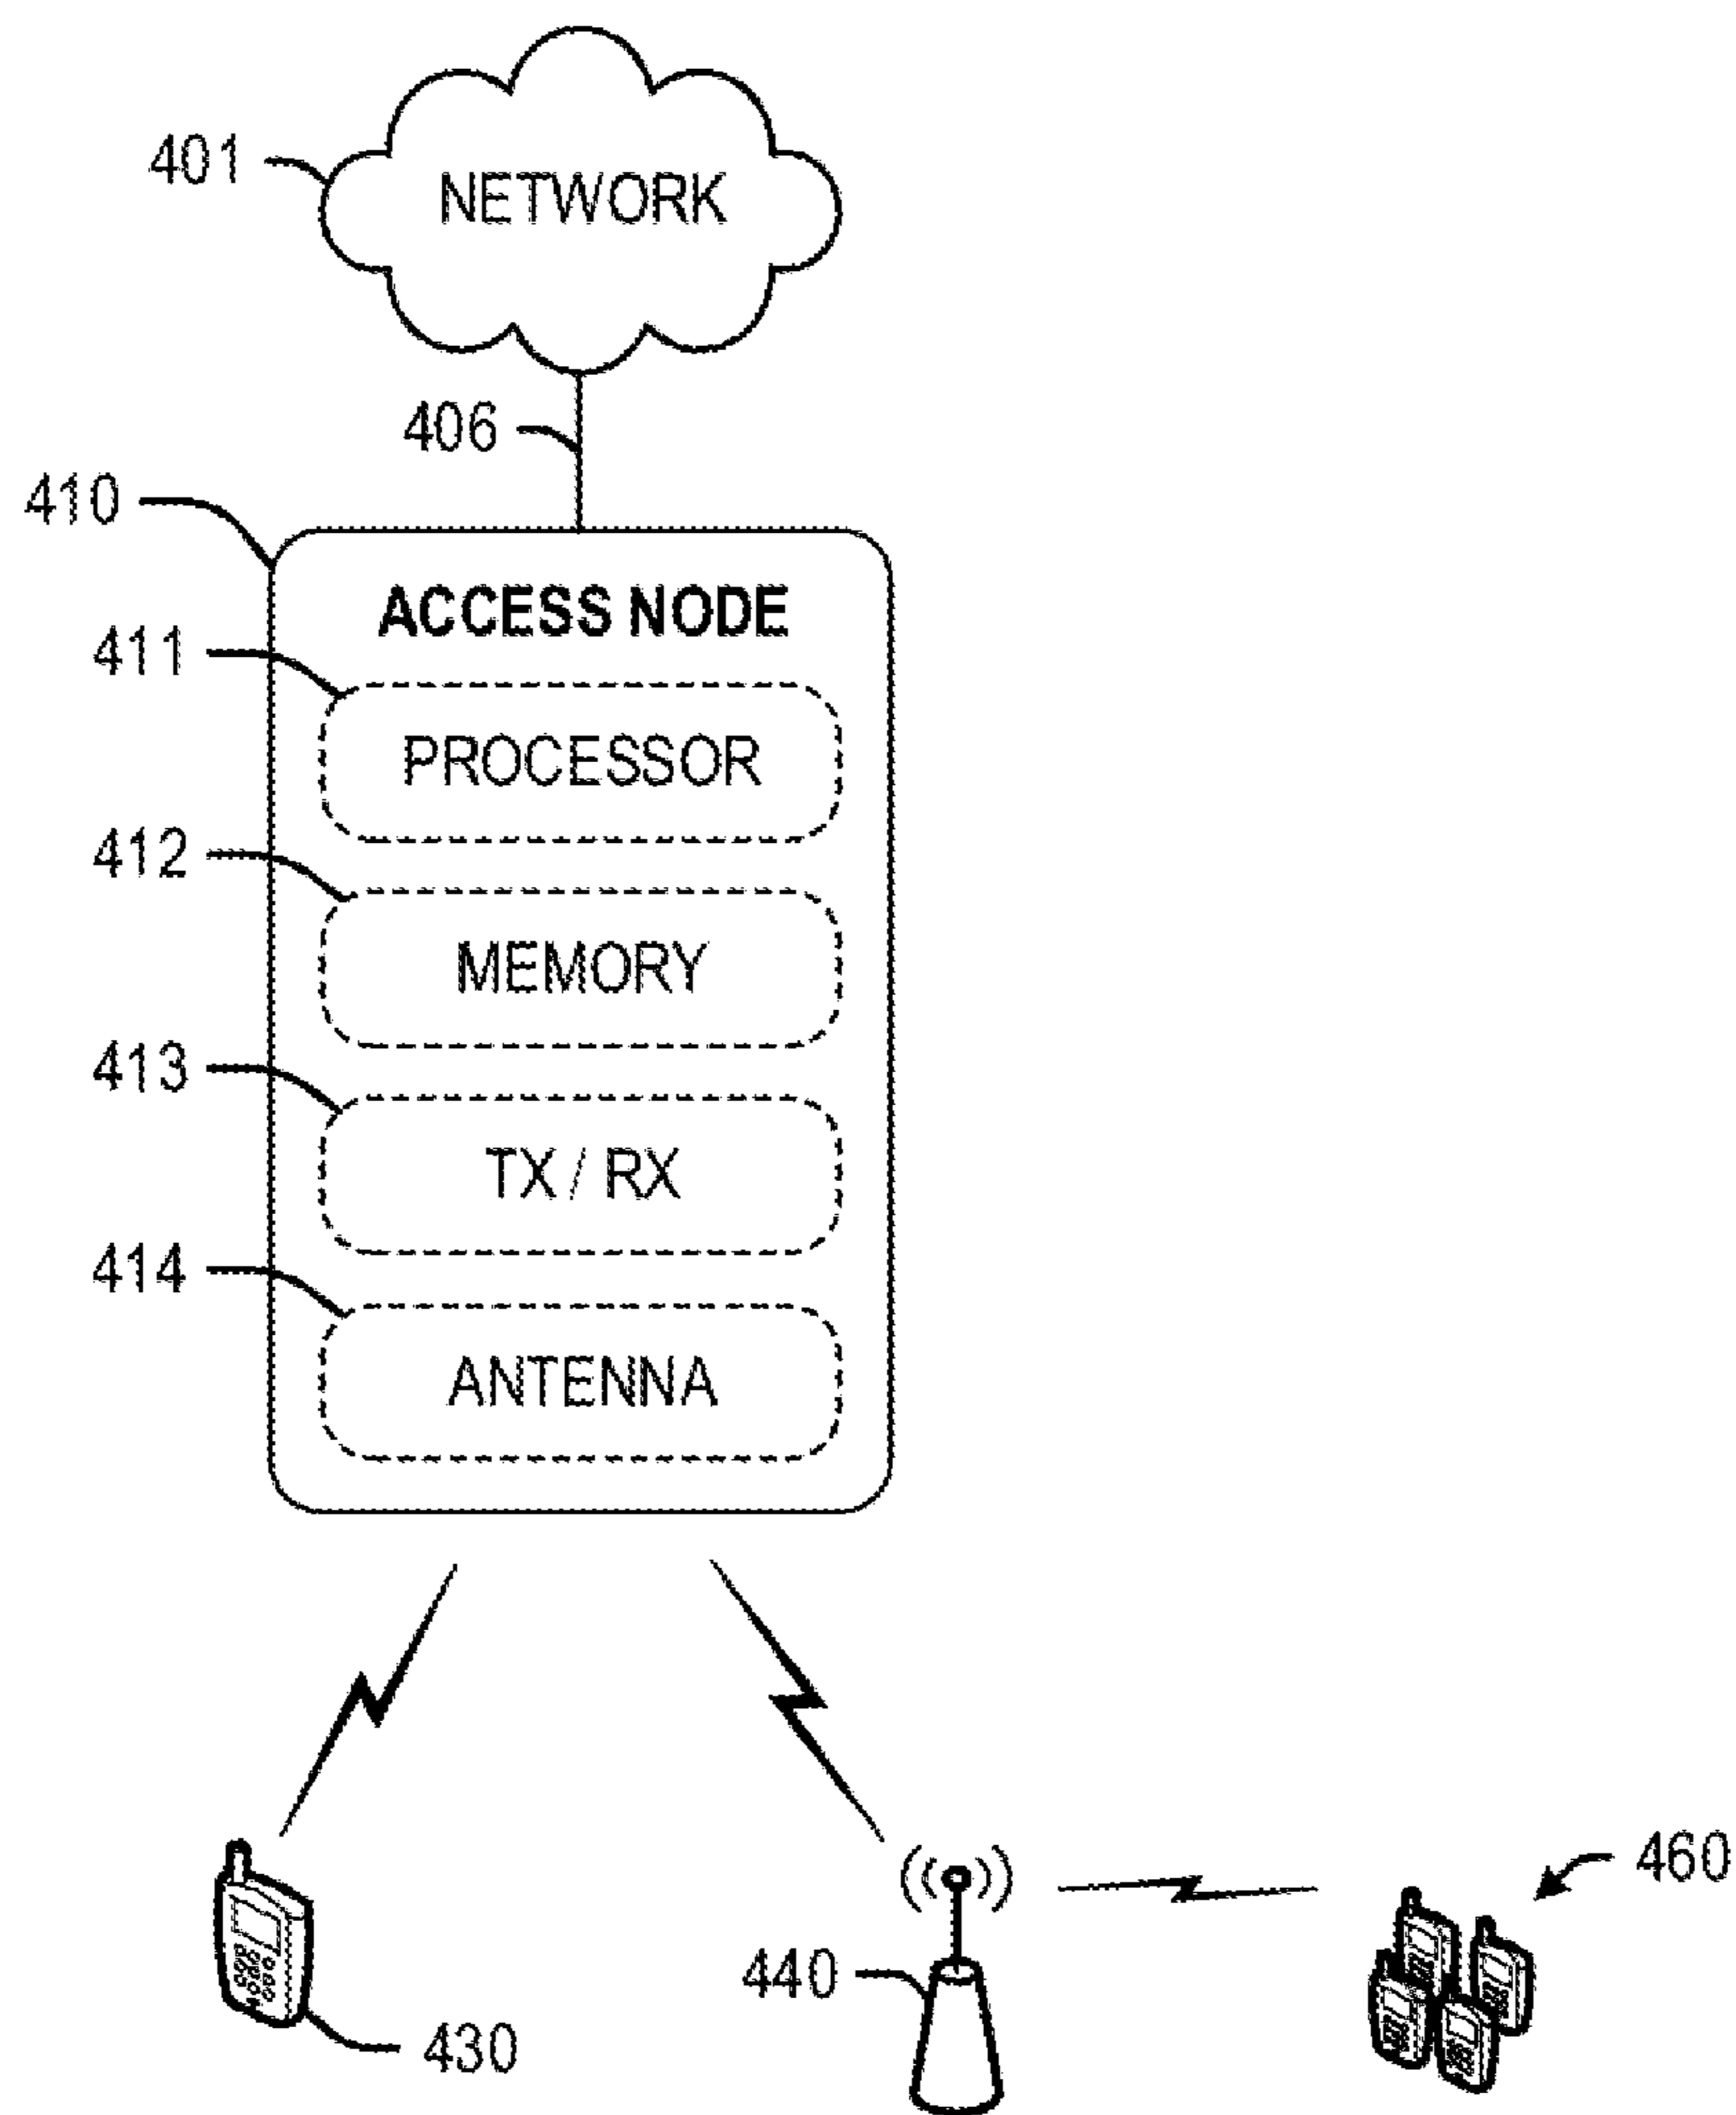 401
NETWORK
406
410
ACCESS NODE
411
PROCESSOR
412
MEMORY
413
TX / RX
414
ANTENNA
460
440
430